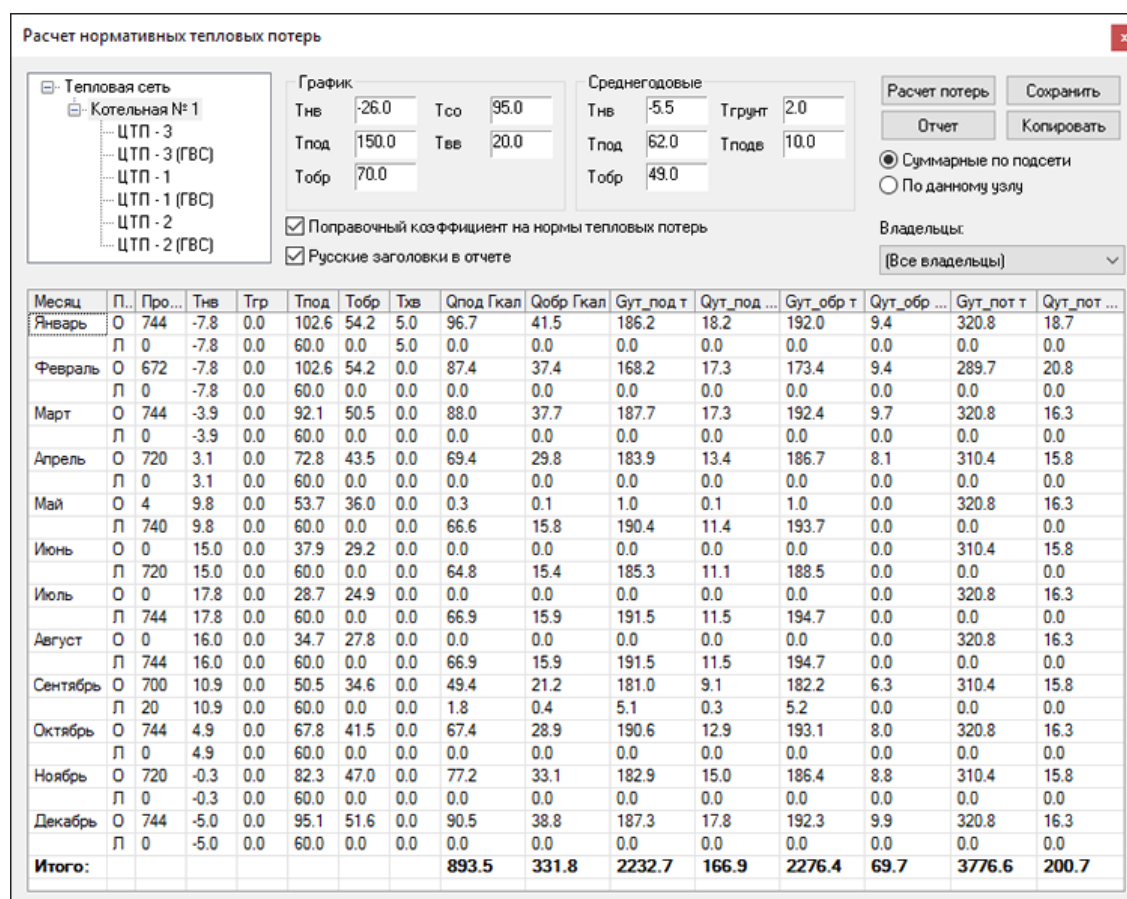 Расчет нормативных тепловых потерь
x
Тепловая сеть
Котельная № 1
ЦТП - 3
ЦТП - 3 (ГВС)
ЦТП - 1
ЦТП - 1 (ГВС)
ЦТП - 2
ЦТП - 2 (ГВС)
График
Тнв -26.0 Тсо 95.0
Тпод 150.0 Твв 20.0
Тобр 70.0
Среднегодовые
Тнв -5.5 Тгрунт 2.0
Тпод 62.0 Тподв 10.0
Тобр 49.0
Поправочный коэффициент на нормы тепловых потерь
Русские заголовки в отчете
Расчет потерь Сохранить
Отчет Копировать
Суммарные по подсети
По данному узлу
Владельцы:
(Все владельцы)
Месяц П.. Про... Тнв Тгр Тпод Тобр Тхв Qпод Гкал Qобр Гкал Gут_под т Qут_под ... Gут_обр т Qут_обр ... Gут_пот т Qут_пот ...
Январь О 744 -7.8 0.0 102.6 54.2 5.0 96.7 41.5 186.2 18.2 192.0 9.4 320.8 18.7
Л 0 -7.8 0.0 60.0 0.0 5.0 0.0 0.0 0.0 0.0 0.0 0.0 0.0 0.0
Февраль О 672 -7.8 0.0 102.6 54.2 0.0 87.4 37.4 168.2 17.3 173.4 9.4 289.7 20.8
Л 0 -7.8 0.0 60.0 0.0 0.0 0.0 0.0 0.0 0.0 0.0 0.0 0.0 0.0
Март О 744 -3.9 0.0 92.1 50.5 0.0 88.0 37.7 187.7 17.3 192.4 9.7 320.8 16.3
Л 0 -3.9 0.0 60.0 0.0 0.0 0.0 0.0 0.0 0.0 0.0 0.0 0.0 0.0
Апрель О 720 3.1 0.0 72.8 43.5 0.0 69.4 29.8 183.9 13.4 186.7 8.1 310.4 15.8
Л 0 3.1 0.0 60.0 0.0 0.0 0.0 0.0 0.0 0.0 0.0 0.0 0.0 0.0
Май О 4 9.8 0.0 53.7 36.0 0.0 0.3 0.1 1.0 0.1 1.0 0.0 320.8 16.3
Л 740 9.8 0.0 60.0 0.0 0.0 66.6 15.8 190.4 11.4 193.7 0.0 0.0 0.0
Июнь О 0 15.0 0.0 37.9 29.2 0.0 0.0 0.0 0.0 0.0 0.0 0.0 310.4 15.8
Л 720 15.0 0.0 60.0 0.0 0.0 64.8 15.4 185.3 11.1 188.5 0.0 0.0 0.0
Июль О 0 17.8 0.0 28.7 24.9 0.0 0.0 0.0 0.0 0.0 0.0 0.0 320.8 16.3
Л 744 17.8 0.0 60.0 0.0 0.0 66.9 15.9 191.5 11.5 194.7 0.0 0.0 0.0
Август О 0 16.0 0.0 34.7 27.8 0.0 0.0 0.0 0.0 0.0 0.0 0.0 320.8 16.3
Л 744 16.0 0.0 60.0 0.0 0.0 66.9 15.9 191.5 11.5 194.7 0.0 0.0 0.0
Сентябрь О 700 10.9 0.0 50.5 34.6 0.0 49.4 21.2 181.0 9.1 182.2 6.3 310.4 15.8
Л 20 10.9 0.0 60.0 0.0 0.0 1.8 0.4 5.1 0.3 5.2 0.0 0.0 0.0
Октябрь О 744 4.9 0.0 67.8 41.5 0.0 67.4 28.9 190.6 12.9 193.1 8.0 320.8 16.3
Л 0 4.9 0.0 60.0 0.0 0.0 0.0 0.0 0.0 0.0 0.0 0.0 0.0 0.0
Ноябрь О 720 -0.3 0.0 82.3 47.0 0.0 77.2 33.1 182.9 15.0 186.4 8.8 310.4 15.8
Л 0 -0.3 0.0 60.0 0.0 0.0 0.0 0.0 0.0 0.0 0.0 0.0 0.0 0.0
Декабрь О 744 -5.0 0.0 95.1 51.6 0.0 90.5 38.8 187.3 17.8 192.3 9.9 320.8 16.3
Л 0 -5.0 0.0 60.0 0.0 0.0 0.0 0.0 0.0 0.0 0.0 0.0 0.0 0.0
Итого: 893.5 331.8 2232.7 166.9 2276.4 69.7 3776.6 200.7